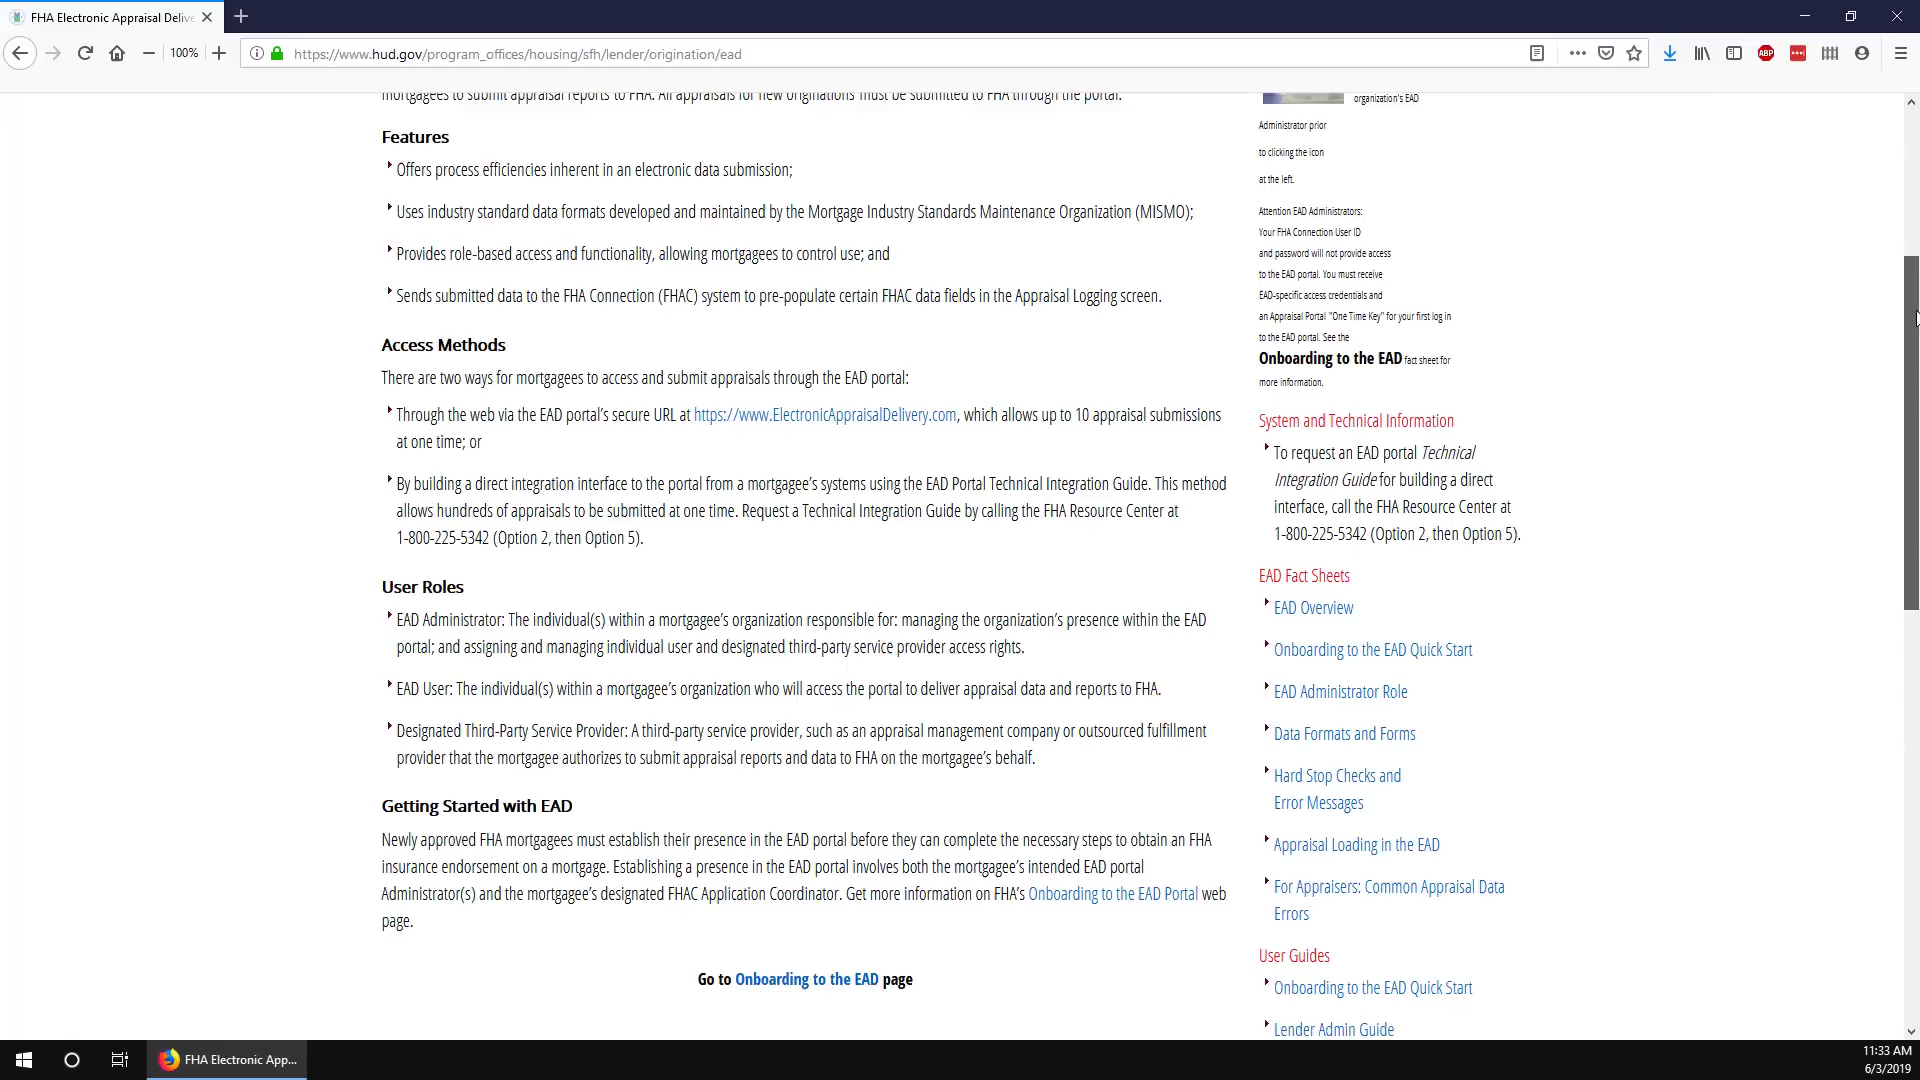 FHA Electronic Appraisal Delive
100%
https://www.hud.gov/program_offices/housing/sfh/lender/origination/ead
ABP
mortgagees to submit appraisal reports to FHA. All appraisals for new originations must be submitted to FHA through the portal.
Features
Offers process efficiencies inherent in an electronic data submission;
Uses industry standard data formats developed and maintained by the Mortgage Industry Standards Maintenance Organization (MISMO);
Provides role-based access and functionality, allowing mortgagees to control use; and
Sends submitted data to the FHA Connection (FHAC) system to pre-populate certain FHAC data fields in the Appraisal Logging screen.
Access Methods
There are two ways for mortgagees to access and submit appraisals through the EAD portal:
Through the web via the EAD portal's secure URL at https://www.ElectronicAppraisalDelivery.com, which allows up to 10 appraisal submissions
at one time; or
By building a direct integration interface to the portal from a mortgagee's systems using the EAD Portal Technical Integration Guide. This method
allows hundreds of appraisals to be submitted at one time. Request a Technical Integration Guide by calling the FHA Resource Center at
1-800-225-5342 (Option 2, then Option 5).
User Roles
EAD Administrator: The individual(s) within a mortgagee's organization responsible for: managing the organization's presence within the EAD
portal; and assigning and managing individual user and designated third-party service provider access rights.
EAD User: The individual(s) within a mortgagee's organization who will access the portal to deliver appraisal data and reports to FHA.
Designated Third-Party Service Provider: A third-party service provider, such as an appraisal management company or outsourced fulfillment
provider that the mortgagee authorizes to submit appraisal reports and data to FHA on the mortgagee's behalf.
Getting Started with EAD
Newly approved FHA mortgagees must establish their presence in the EAD portal before they can complete the necessary steps to obtain an FHA
insurance endorsement on a mortgage. Establishing a presence in the EAD portal involves both the mortgagee's intended EAD portal
Administrator(s) and the mortgagee's designated FHAC Application Coordinator. Get more information on FHA's Onboarding to the EAD Portal web
page.
Go to Onboarding to the EAD page
organization's EAD
Administrator prior
to clicking the icon
at the left.
Attention EAD Administrators:
Your FHA Connection User ID
and password will not provide access
to the EAD portal. You must receive
EAD-specific access credentials and
an Appraisal Portal "One Time Key" for your first log in
to the EAD portal. See the
Onboarding to the EAD fact sheet for
more information.
System and Technical Information
To request an EAD portal Technical
Integration Guide for building a direct
interface, call the FHA Resource Center at
1-800-225-5342 (Option 2, then Option 5).
EAD Fact Sheets
EAD Overview
Onboarding to the EAD Quick Start
EAD Administrator Role
Data Formats and Forms
Hard Stop Checks and
Error Messages
Appraisal Loading in the EAD
For Appraisers: Common Appraisal Data
Errors
User Guides
Onboarding to the EAD Quick Start
Lender Admin Guide
FHA Electronic App...
11:33 AM
6/3/2019